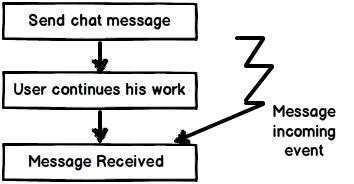 Send chat message
User continues his work
Message Received
Message
incoming
event